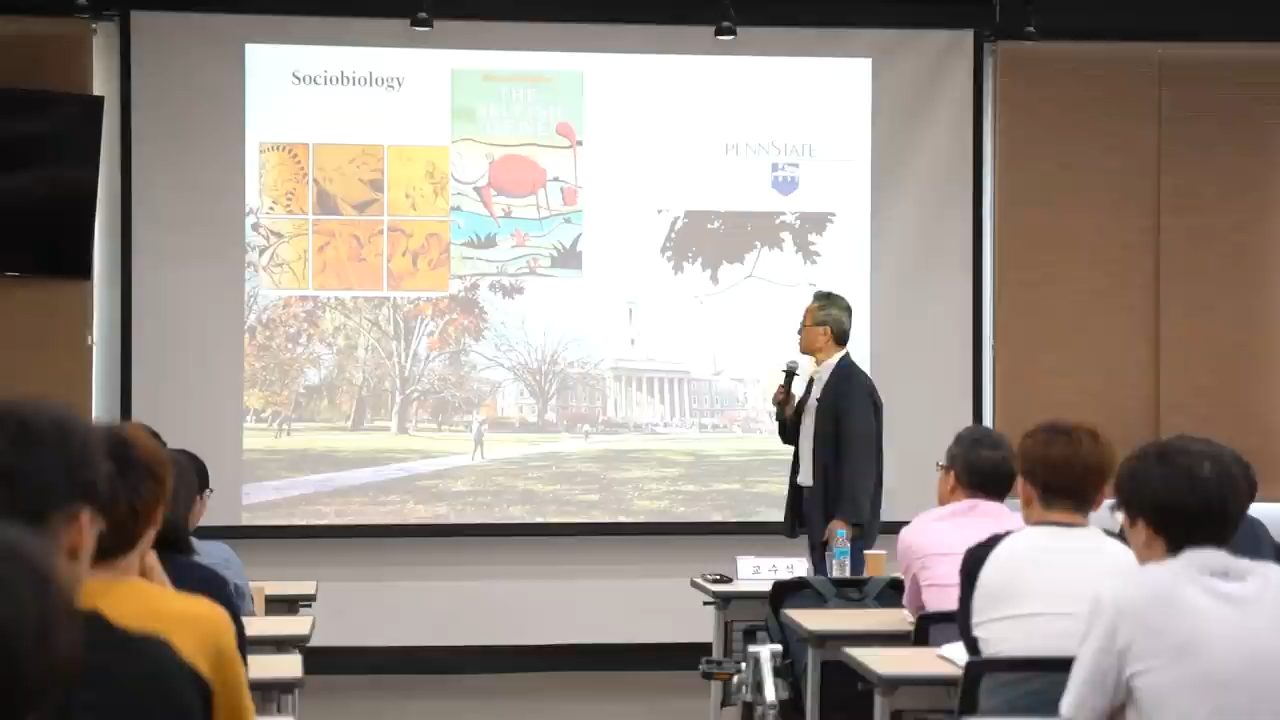 Sociobiology
THE
SELFISH
GENE
PENNSTATE
교수석